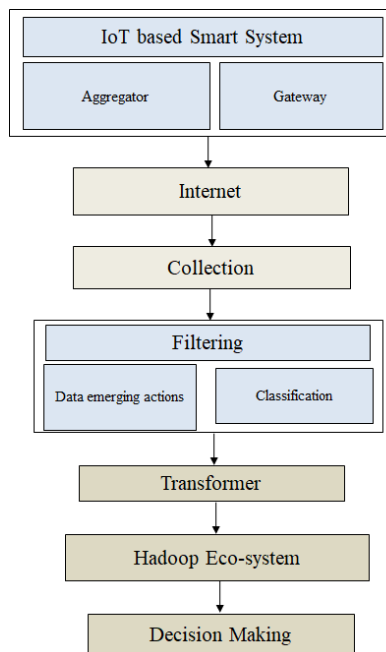 IoT based Smart System
Aggregator
Gateway
Internet
Collection
Filtering
Data emerging actions
Classification
Transformer
Hadoop Eco-system
Decision Making